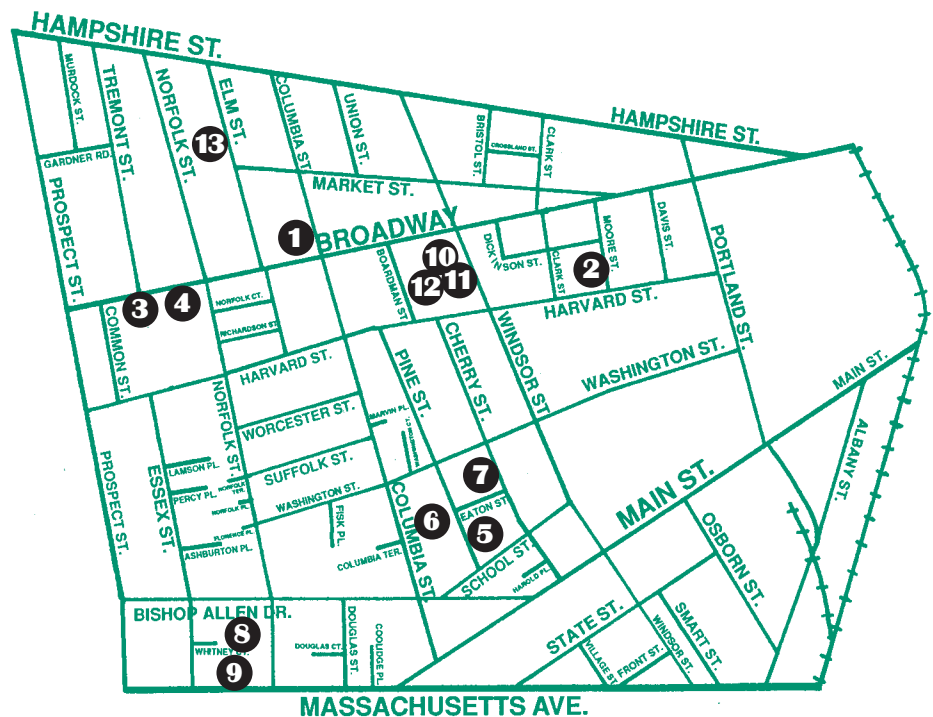 HAMPSHIRE ST.
MURDOCK ST.
TREMONT ST.
NORFOLK ST.
ELM ST.
COLUMBIA ST.
UNION ST.
BRISTOL ST.
CROSSLAND ST.
CLARK ST.
HAMPSHIRE ST.
13
GARDNER RD.
PROSPECT ST.
MARKET ST.
1
BROADWAY
BOARDMAN ST.
10
11
12
DICKINSON ST.
CLARK ST.
2
MOORE ST.
DAVIS ST.
PORTLAND ST.
3
4
COMMON ST.
NORFOLK CT.
RICHARDSON ST.
HARVARD ST.
HARVARD ST.
PINE ST.
CHERRY ST.
WINDSOR ST
WASHINGTON ST.
MAIN ST.
NORFOLK ST.
WORCESTER ST.
MARVIN PL.
WASHINGTON CT.
PROSPECT ST.
ESSEX ST.
LAMSON PL.
PERCY PL.
NORFOLK TER.
NORFOLK PL.
FLORENCE PL.
ASHBURTON PL.
SUFFOLK ST.
WASHINGTON ST.
FISK PL.
COLUMBIA TER.
COLUMBIA ST
6
7
EATON ST.
5
SCHOOL ST.
HAROLD PL.
MAIN ST.
ALBANY ST.
OSBORN ST.
BISHOP ALLEN DR.
8
WHITNEY ST.
9
DOUGLAS CT.
DOUGLAS ST.
COOLIDGE PL.
STATE ST.
VILLAGE ST
FRONT ST.
WINDSOR ST.
SMART ST.
MASSACHUSETTS AVE.